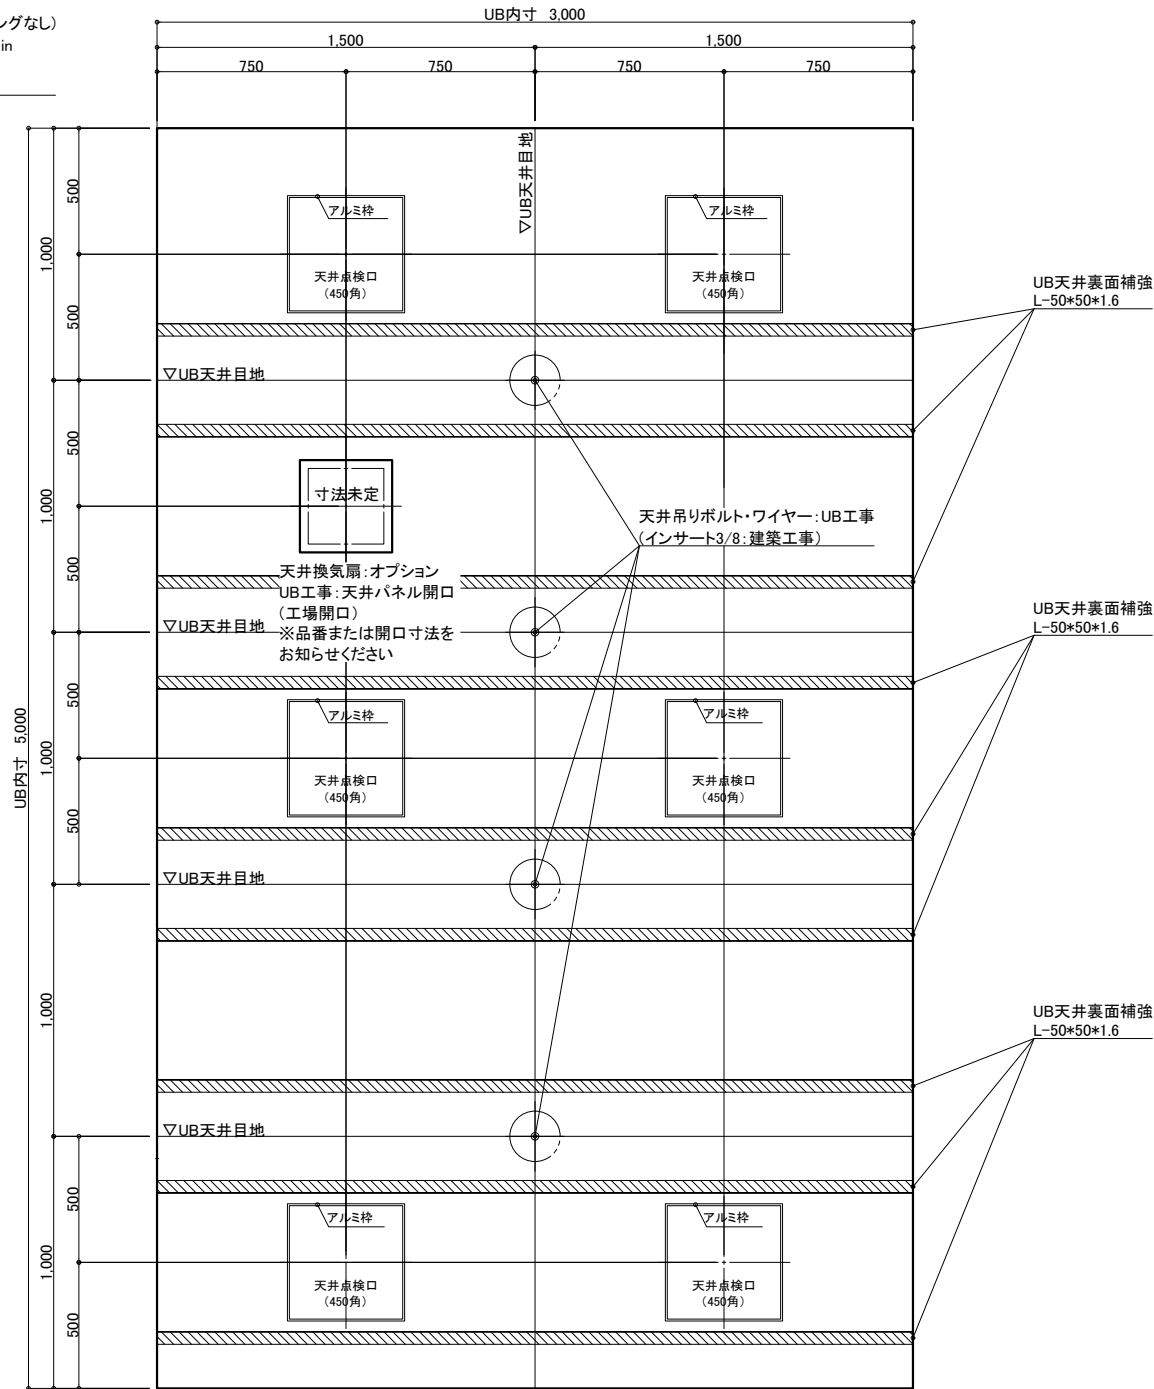 ングなし)
in
UB内寸 3,000
1,500
1,500
750
750
750
750
▽UB天井目地
500
1,000
500
アルミ枠
天井点検口
(450角)
アルミ枠
天井点検口
(450角)
UB天井裏面補強
L-50*50*1.6
▽UB天井目地
500
1,000
500
寸法未定
天井吊りボルト・ワイヤー:UB工事
(インサート3/8:建築工事)
天井換気扇:オプション
UB工事:天井パネル開口
(工場開口)
※品番または開口寸法を
お知らせください
▽UB天井目地
UB天井裏面補強
L-50*50*1.6
UB内寸 5,000
500
1,000
500
アルミ枠
天井点検口
(450角)
アルミ枠
天井点検口
(450角)
▽UB天井目地
1,000
UB天井裏面補強
L-50*50*1.6
▽UB天井目地
500
1,000
500
アルミ枠
天井点検口
(450角)
アルミ枠
天井点検口
(450角)